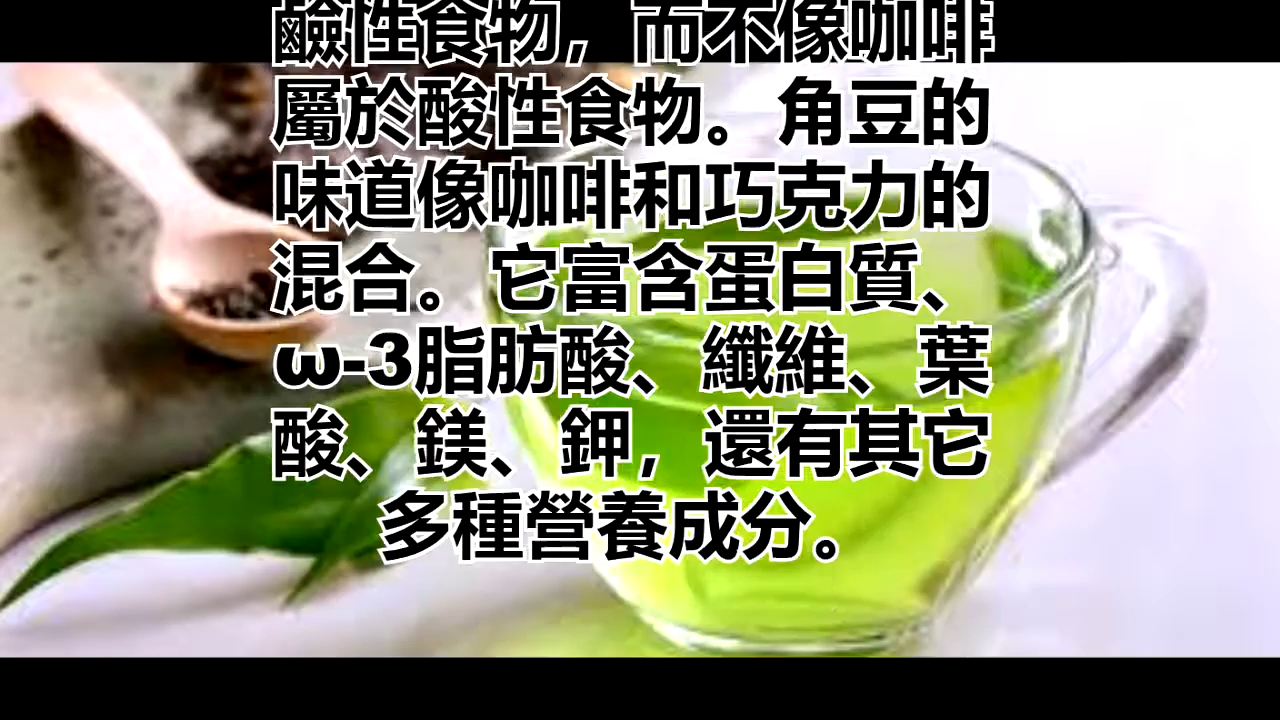 鹼性食物，而不像咖啡
屬於酸性食物。角豆的
味道像咖啡和巧克力的
混合。它富含蛋白質、
ω-3脂肪酸、纖維、葉
酸、鎂、鉀，還有其它
多種營養成分。